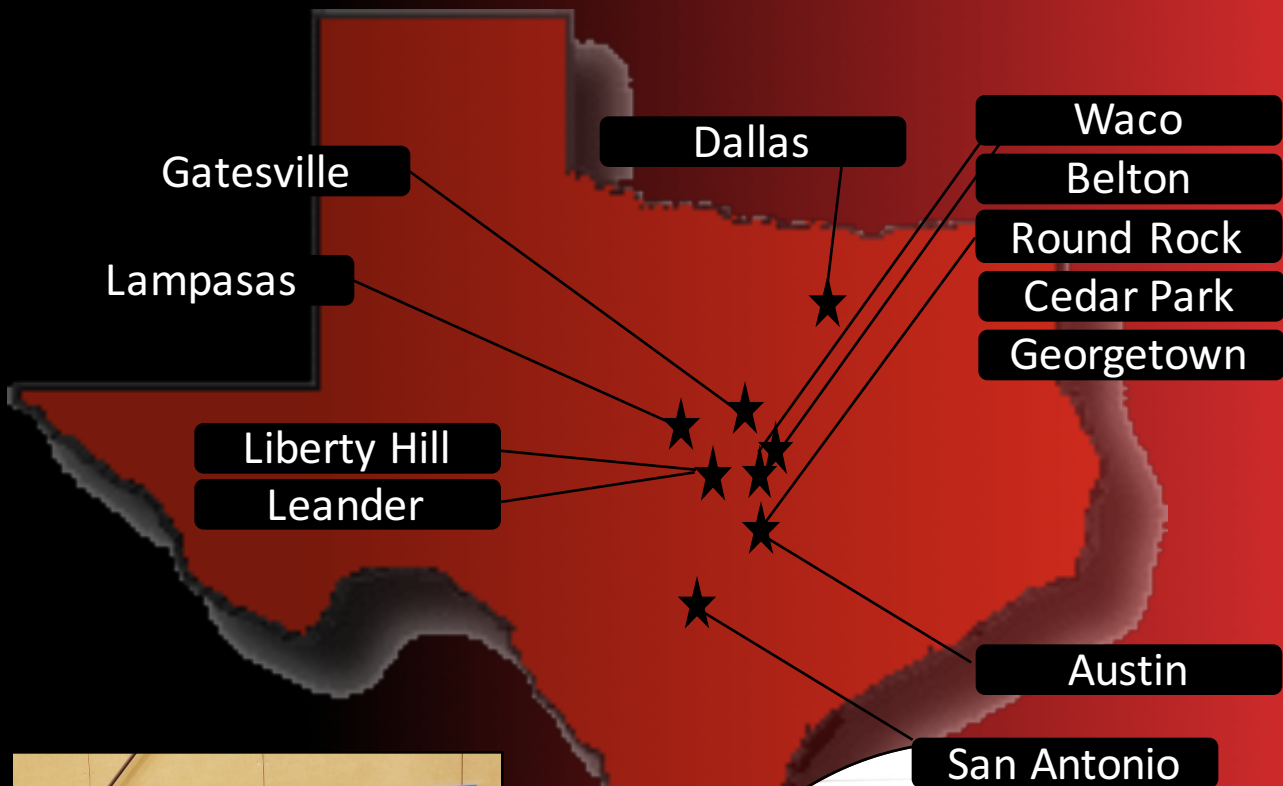 Waco
Dallas
Gatesville
Belton
Round Rock
Lampasas
Cedar Park
Georgetown
Liberty Hill
Leander
Austin
San Antonio